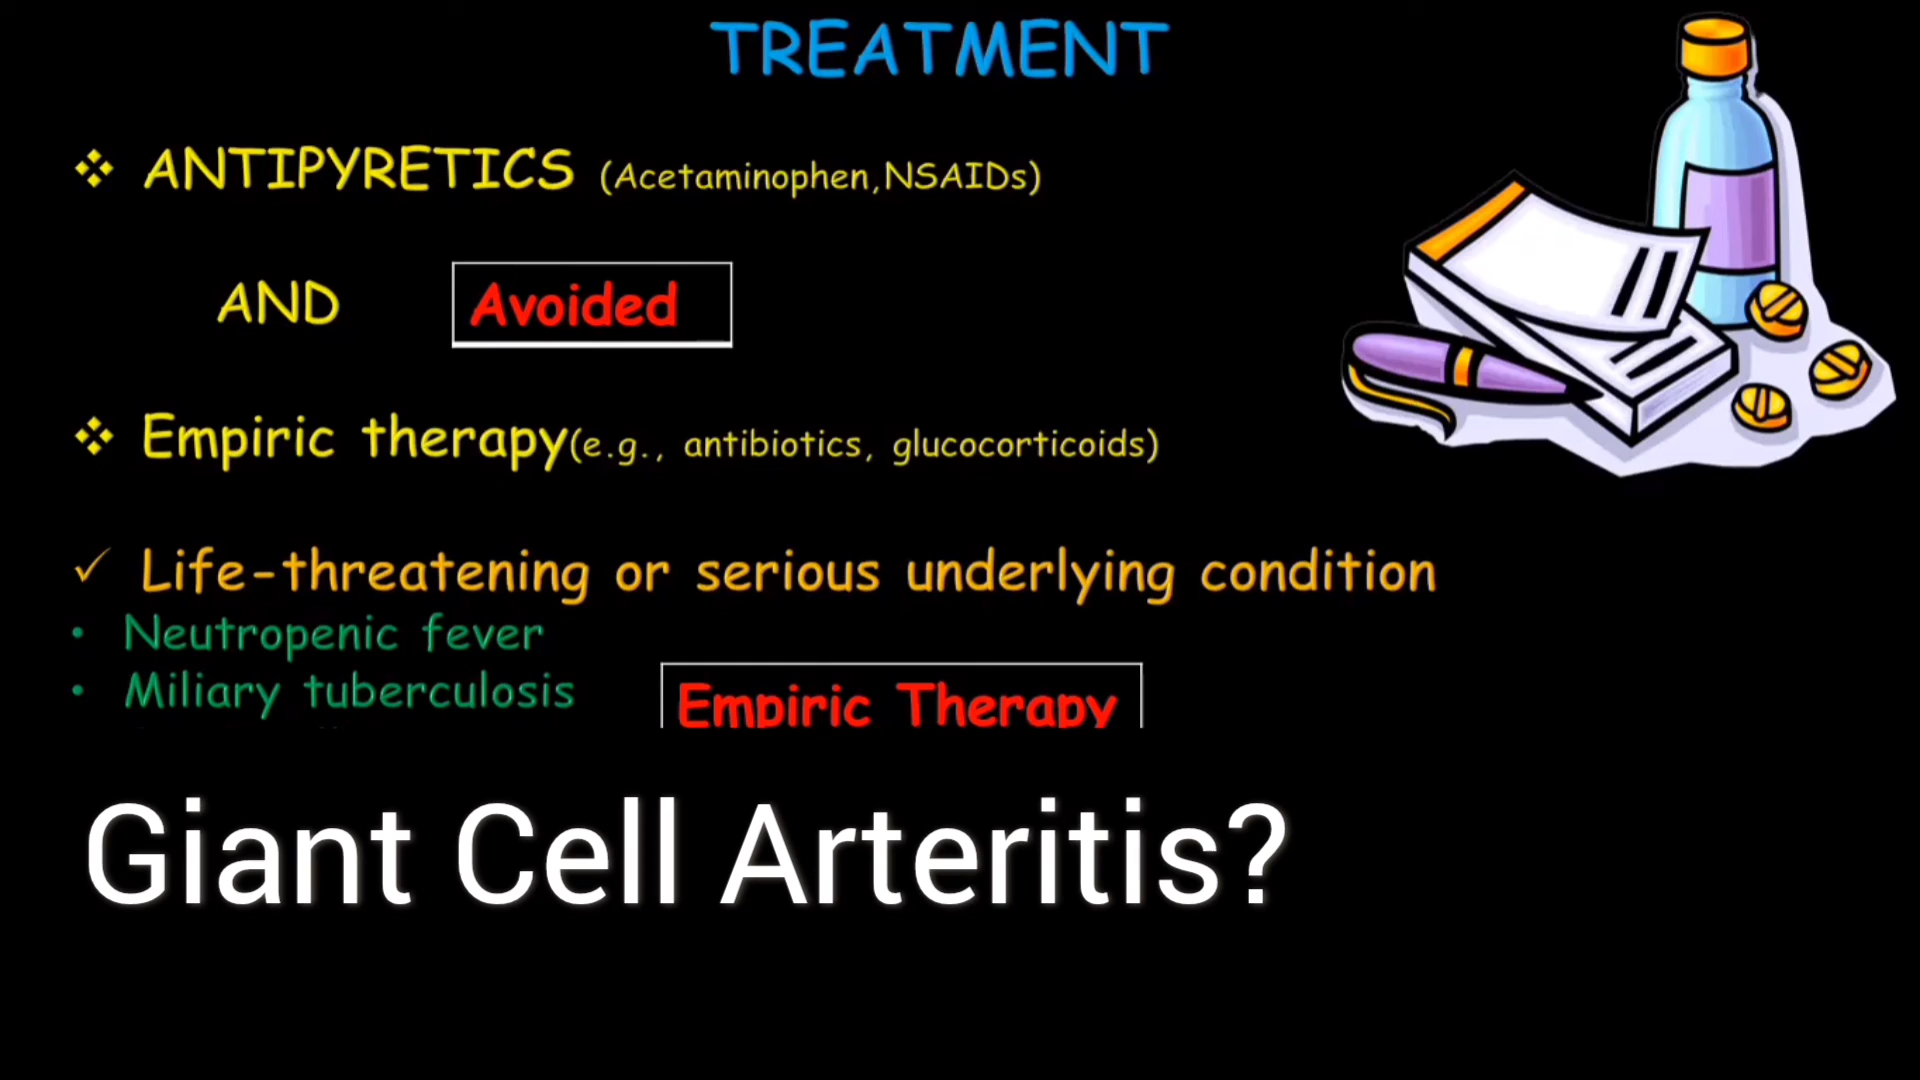 TREATMENT
❖ ANTIPYRETICS (Acetaminophen,NSAIDs)
AND Avoided
❖ Empiric therapy(e.g., antibiotics, glucocorticoids)
✓ Life-threatening or serious underlying condition
• Neutropenic fever
• Miliary tuberculosis
Empiric Therapy
Giant Cell Arteritis?